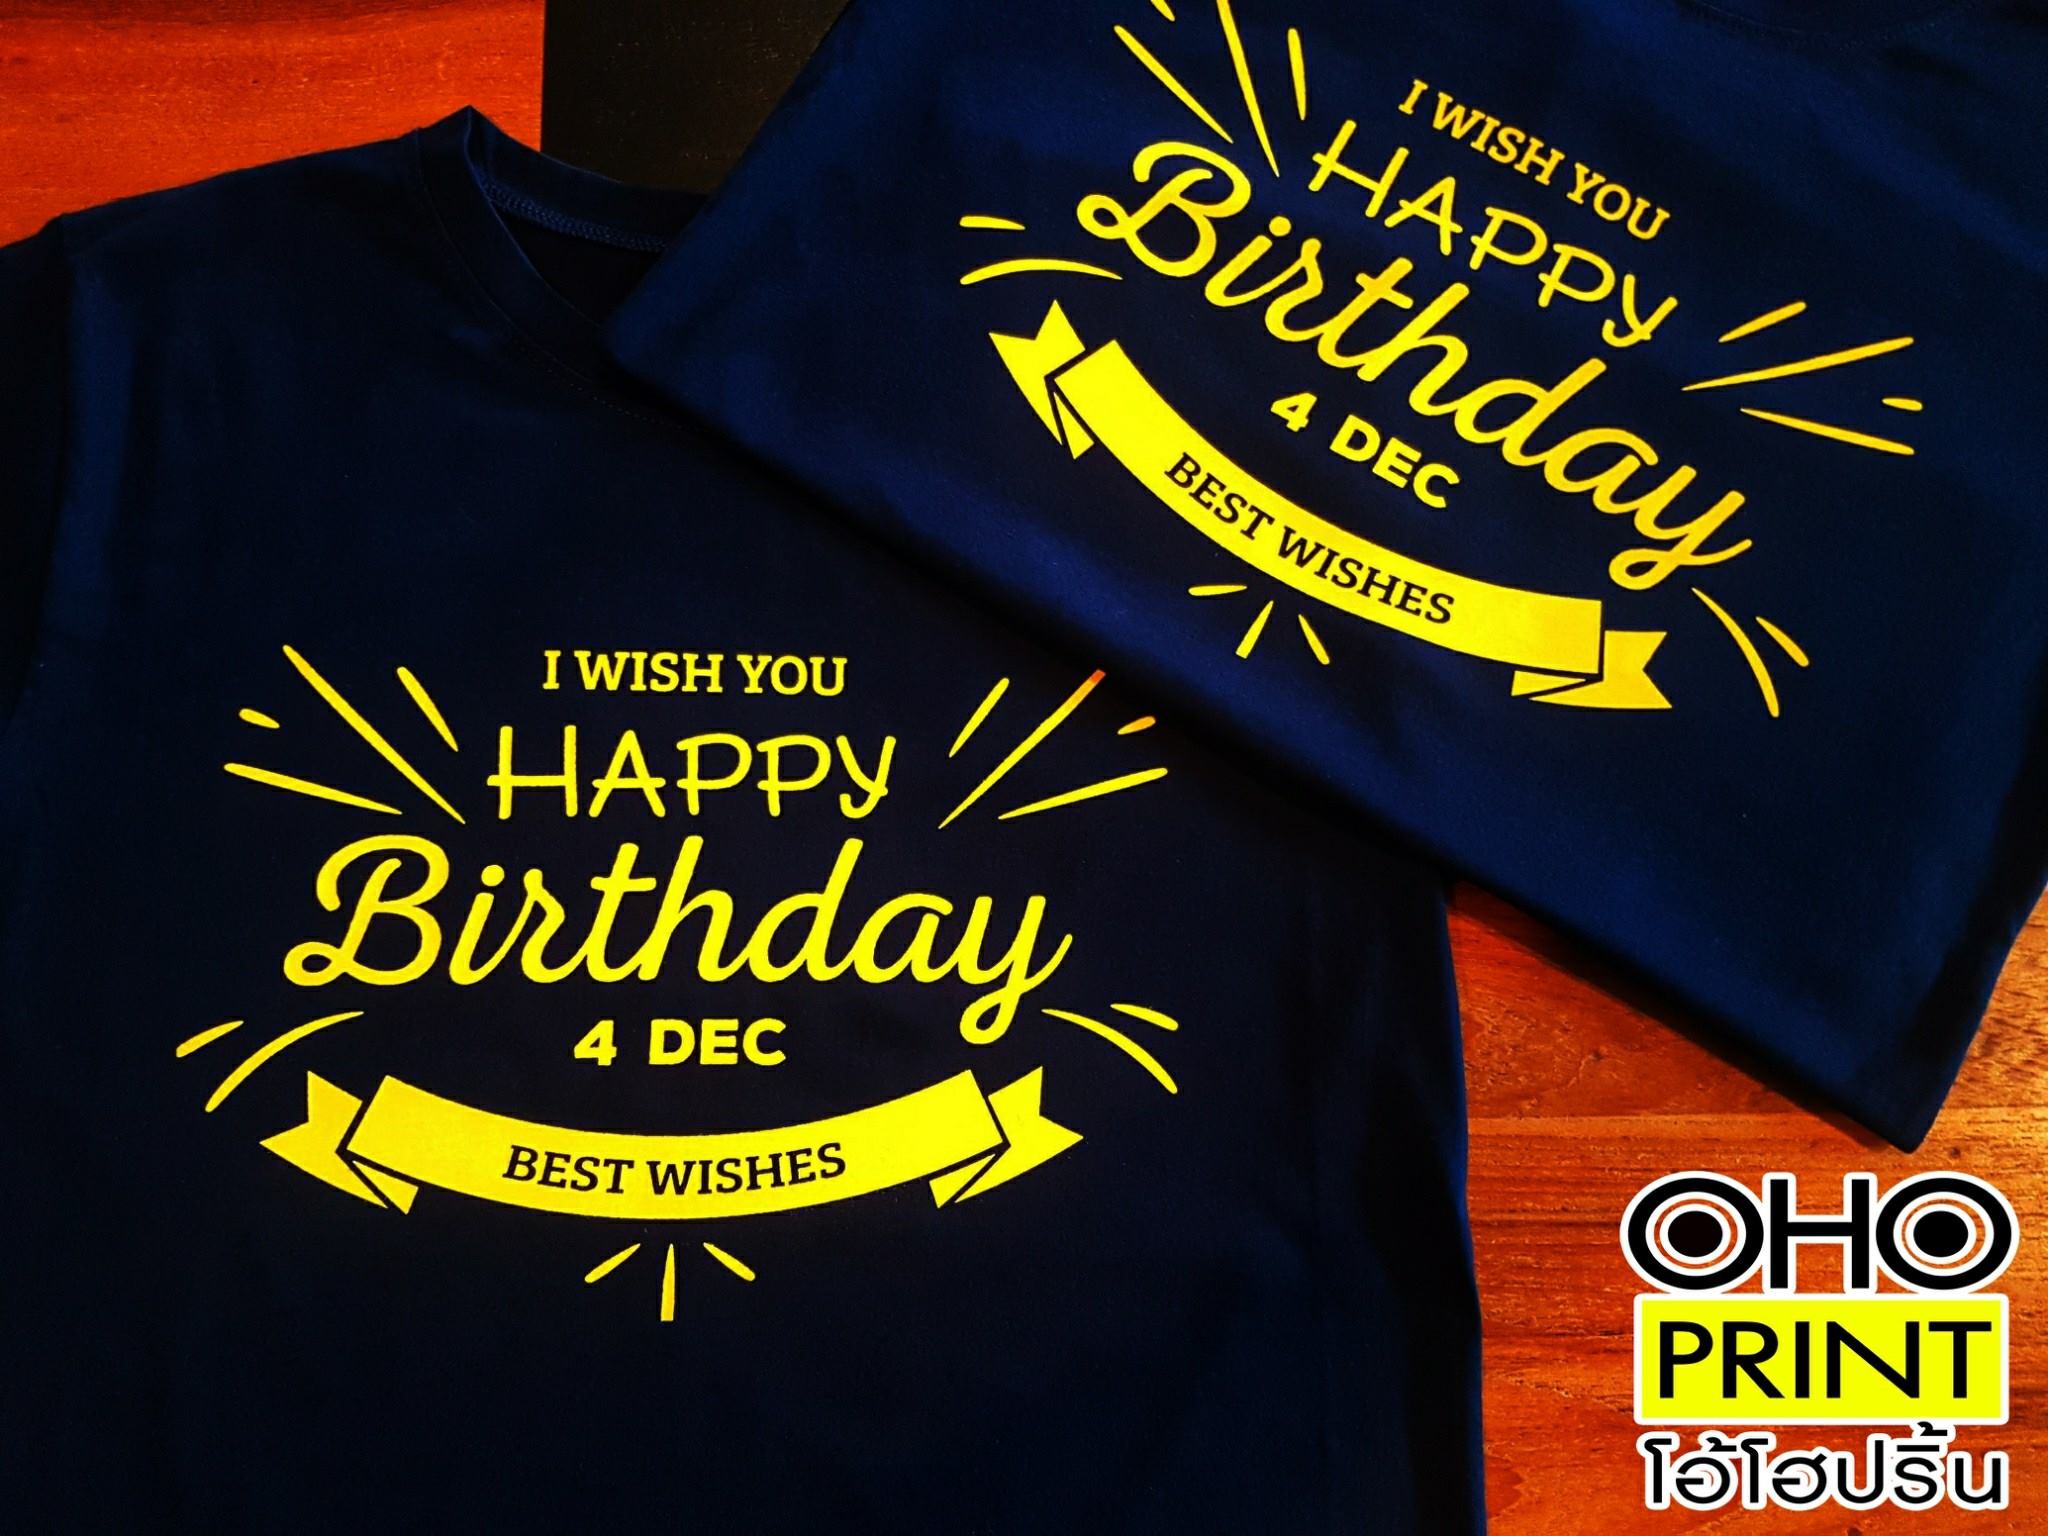 I WISH YOU
HAPPY
Birthday
4 DEC
BEST WISHES
I WISH YOU
HAPPY
Birthday
4 DEC
BEST WISHES
OHO
PRINT
โอ้โฮปริ้น